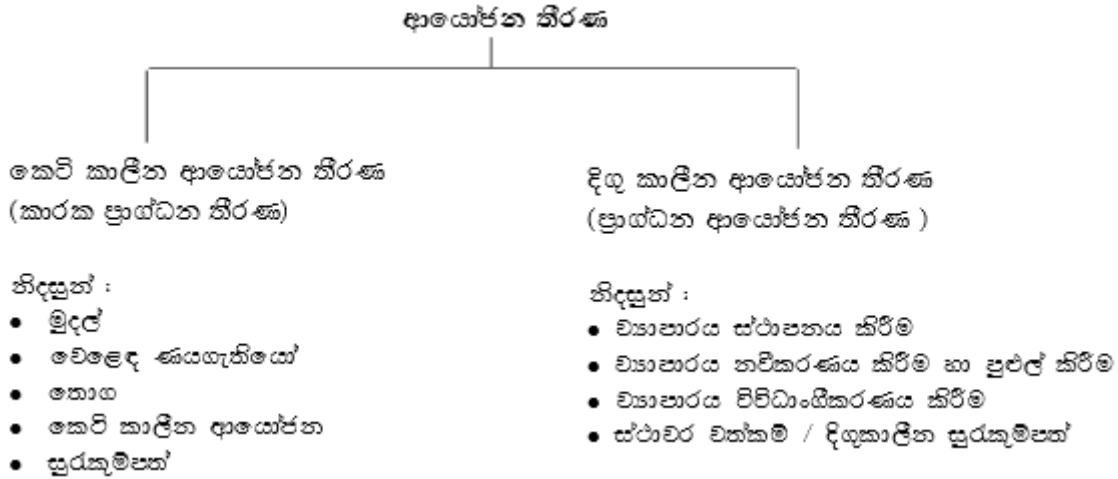 ආයෝජන තීරණ
කෙටි කාලීන ආයෝජන තීරණ
(කාරක ප්‍රාග්ධන තීරණ)
නිදසුන් :
• මුදල්
• වෙළෙඳ ණයගැතියෝ
• තොග
• කෙටි කාලීන ආයෝජන
• සුරැකුම්පත්
දිගු කාලීන ආයෝජන තීරණ
(ප්‍රාග්ධන ආයෝජන තීරණ )
නිදසුන් :
• ව්‍යාපාරය ස්ථාපනය කිරීම
• ව්‍යාපාරය නවීකරණය කිරීම හා පුළුල් කිරීම
• ව්‍යාපාරය විවිධාංගීකරණය කිරීම
• ස්ථාවර වත්කම් / දිගුකාලීන සුරැකුම්පත්